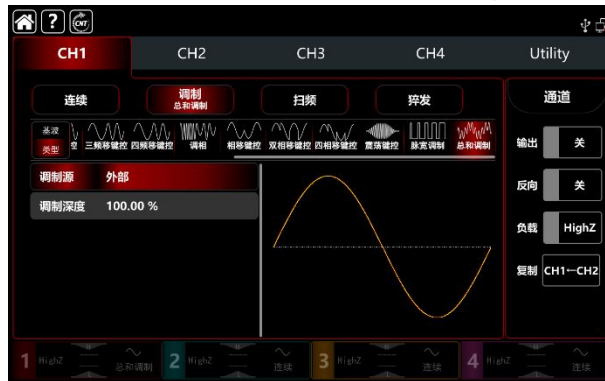 ? CNT
CH1 CH2 CH3 CH4 Utility
连续 调制 总和调制 扫频 猝发 通道
基波 类型 控 三频移键控 四频移键控 调相 相移键控 双相移键控 四相移键控 震荡键控 脉宽调制 总和调制
输出 关
调制源 外部
反向 关
调制深度 100.00 %
负载 HighZ
复制 CH1←CH2
1 HighZ 总和调制 2 HighZ 连续 3 HighZ 连续 4 HighZ 连续